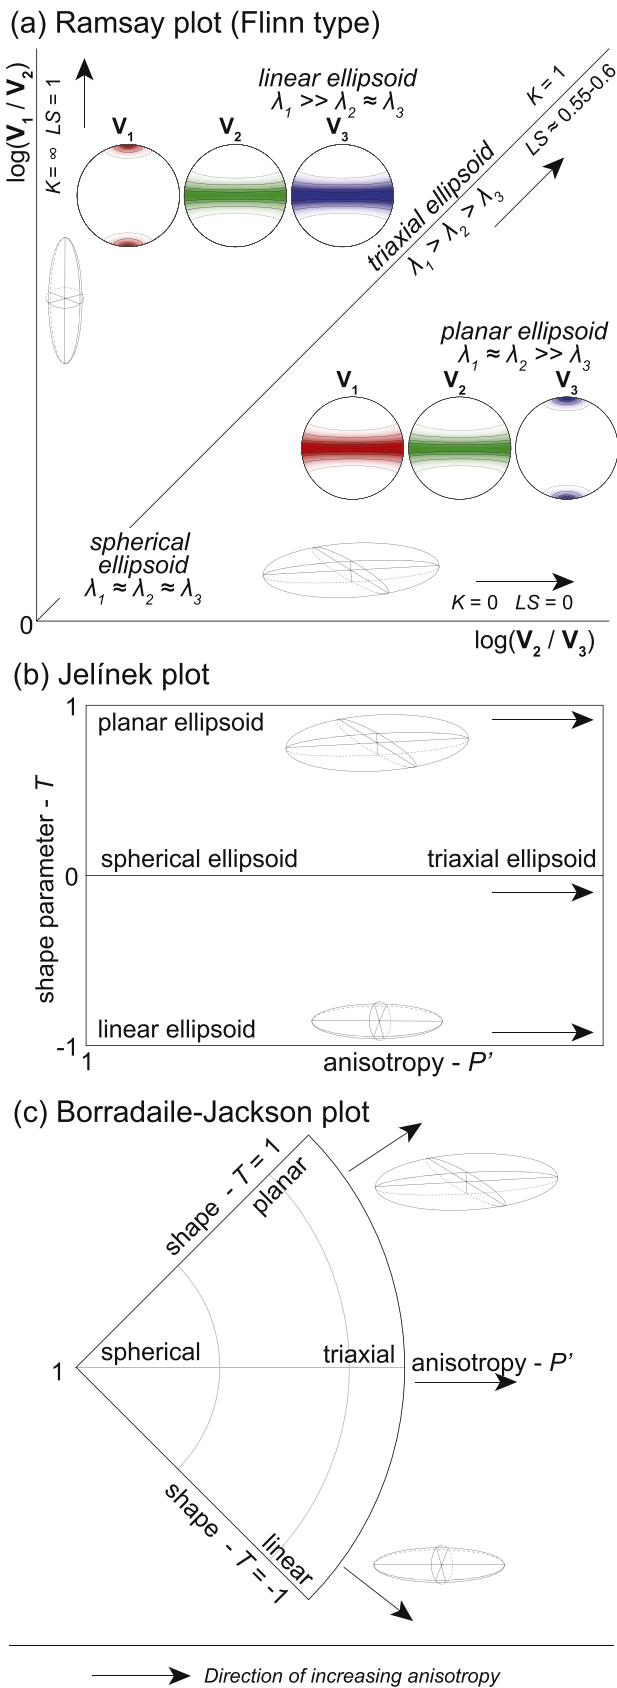 (a) Ramsay plot (Flinn type)
log(V₁ / V₂)
K = ∞ LS = 1
linear ellipsoid
λ₁ >> λ₂ ≈ λ₃
V₁ V₂ V₃
K = 1
LS ≈ 0.55-0.6
triaxial ellipsoid
λ₁ > λ₂ > λ₃
planar ellipsoid
λ₁ ≈ λ₂ >> λ₃
V₁ V₂ V₃
spherical
ellipsoid
λ₁ ≈ λ₂ ≈ λ₃
K = 0 LS = 0
0
log(V₂ / V₃)
(b) Jelínek plot
1
planar ellipsoid
shape parameter - T
spherical ellipsoid triaxial ellipsoid
0
linear ellipsoid
-1
1
anisotropy - P’
(c) Borradaile-Jackson plot
shape - T = 1
planar
1
spherical
triaxial
anisotropy - P’
shape - T = -1
linear
Direction of increasing anisotropy